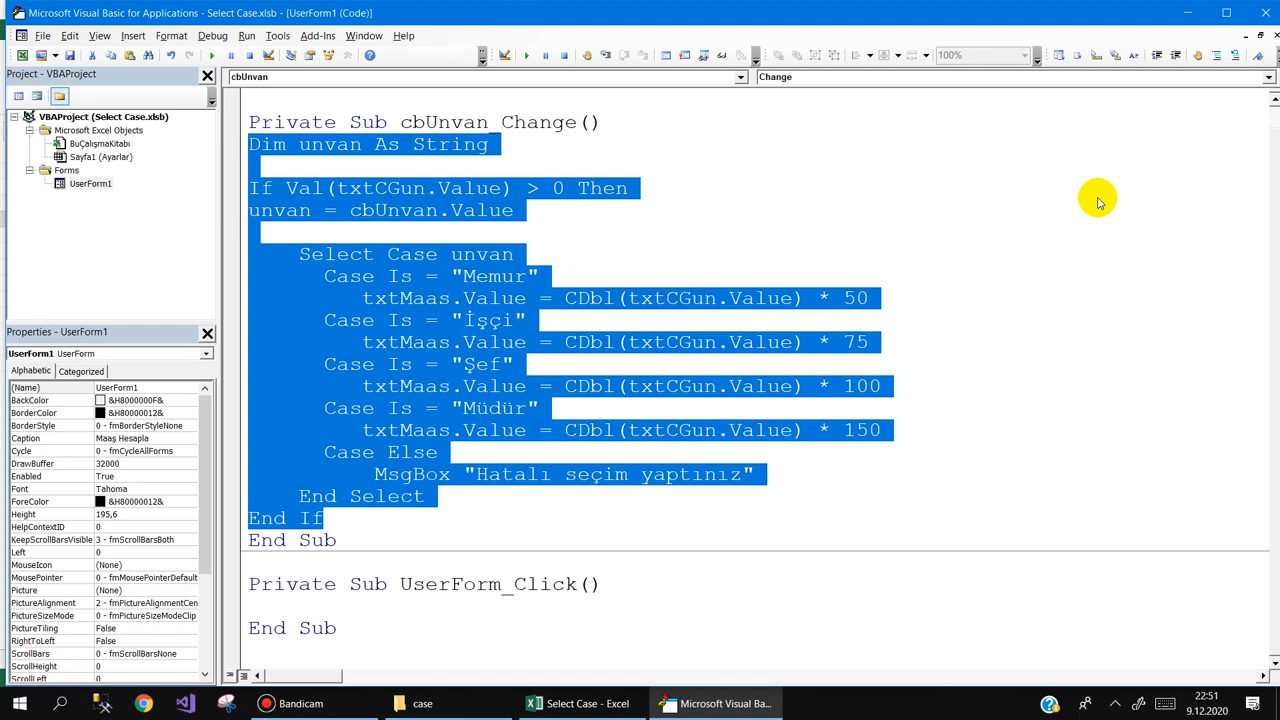 Microsoft Visual Basic for Applications - Select Case.xlsb - [UserForm1 (Code)]
File Edit View Insert Format Debug Run Tools Add-Ins Window Help
100%
Project - VBAProject
cbUnvan
Change
VBAProject (Select Case.xlsb)
Microsoft Excel Objects
BuÇalışmaKitabı
Sayfa1 (Ayarlar)
Forms
UserForm1
Private Sub cbUnvan_Change()
Dim unvan As String
If Val(txtCGun.Value) > 0 Then
unvan = cbUnvan.Value
Select Case unvan
Case Is = "Memur"
txtMaas.Value = CDbl(txtCGun.Value) * 50
Case Is = "İşçi"
txtMaas.Value = CDbl(txtCGun.Value) * 75
Case Is = "Şef"
txtMaas.Value = CDbl(txtCGun.Value) * 100
Case Is = "Müdür"
txtMaas.Value = CDbl(txtCGun.Value) * 150
Case Else
MsgBox "Hatalı seçim yaptınız"
End Select
End If
End Sub
Private Sub UserForm_Click()
End Sub
Properties - UserForm1
UserForm1 UserForm
Alphabetic Categorized
(Name) UserForm1
BackColor &H8000000F&
BorderColor &H80000012&
BorderStyle 0 - fmBorderStyleNone
Caption Maaş Hesapla
Cycle 0 - fmCycleAllForms
DrawBuffer 32000
Enabled True
Font Tahoma
ForeColor &H80000012&
Height 195,6
HelpContextID 0
KeepScrollBarsVisible 3 - fmScrollBarsBoth
Left 0
MouseIcon (None)
MousePointer 0 - fmMousePointerDefault
Picture (None)
PictureAlignment 2 - fmPictureAlignmentCen
PictureSizeMode 0 - fmPictureSizeModeClip
PictureTiling False
RightToLeft False
ScrollBars 0 - fmScrollBarsNone
ScrollHeight 0
ScrollLeft 0
Bandicam
case
Select Case - Excel
Microsoft Visual Ba...
22:51
9.12.2020